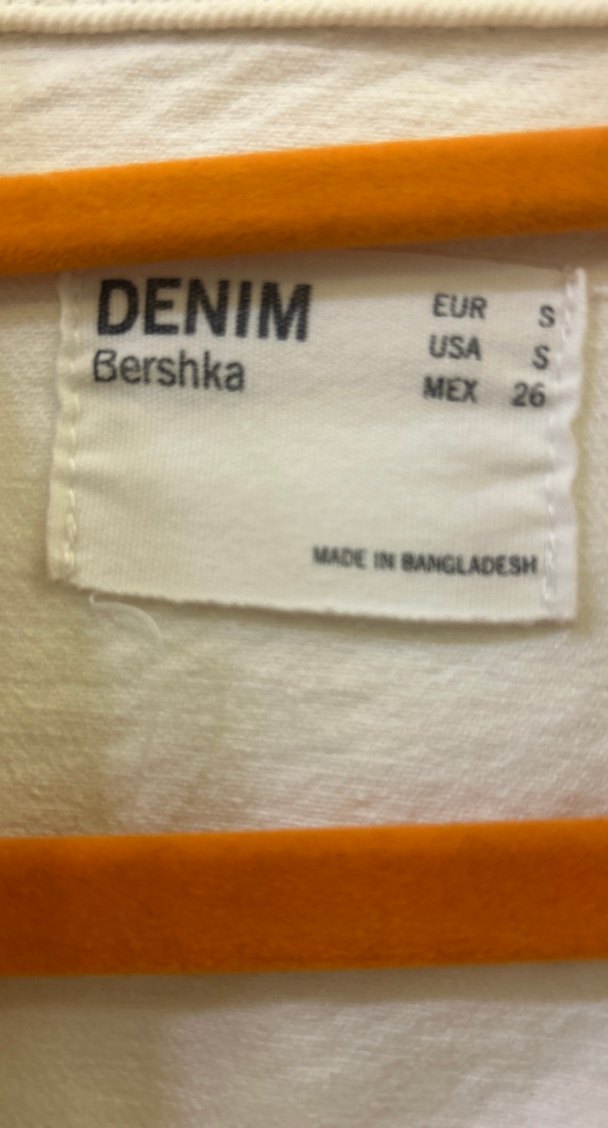 DENIM
Bershka
EUR S
USA S
MEX 26
MADE IN BANGLADESH